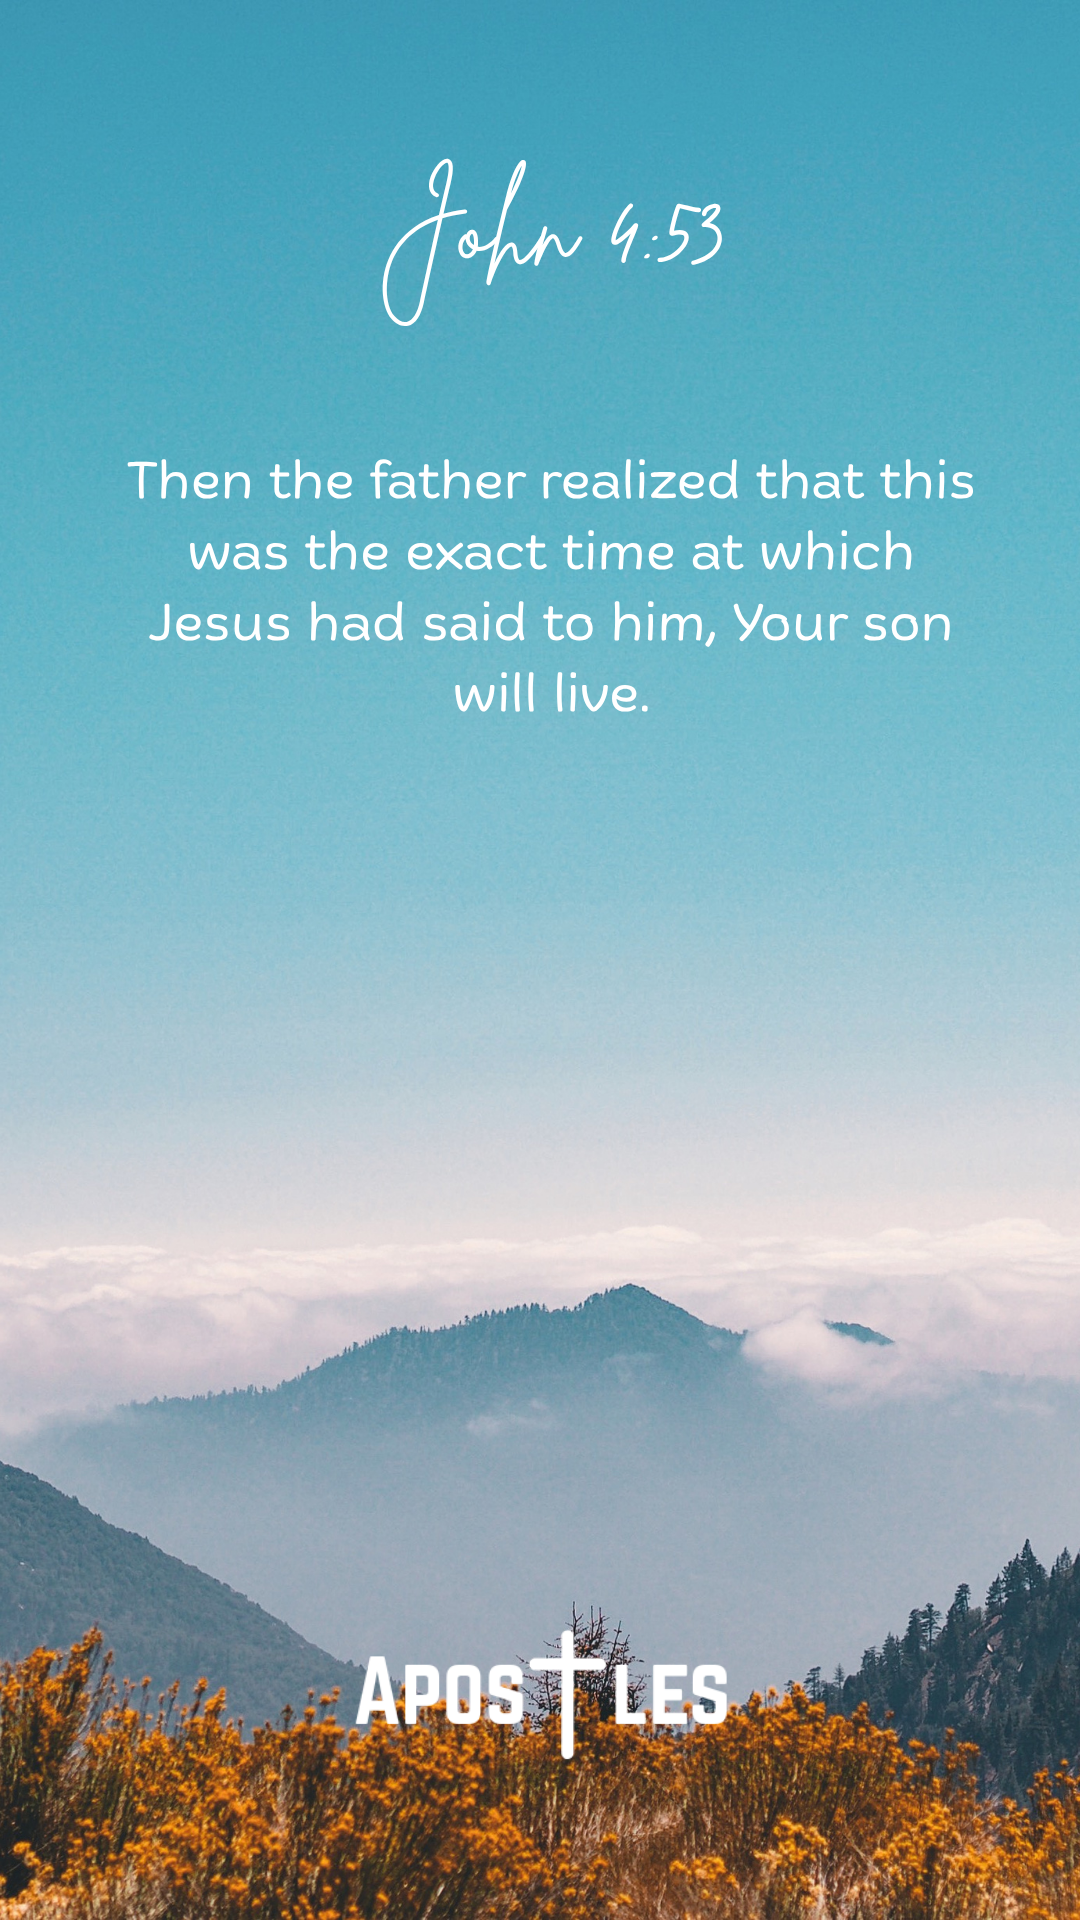 John 4:53
Then the father realized that this
was the exact time at which
Jesus had said to him, Your son
will live.
APOSTLES